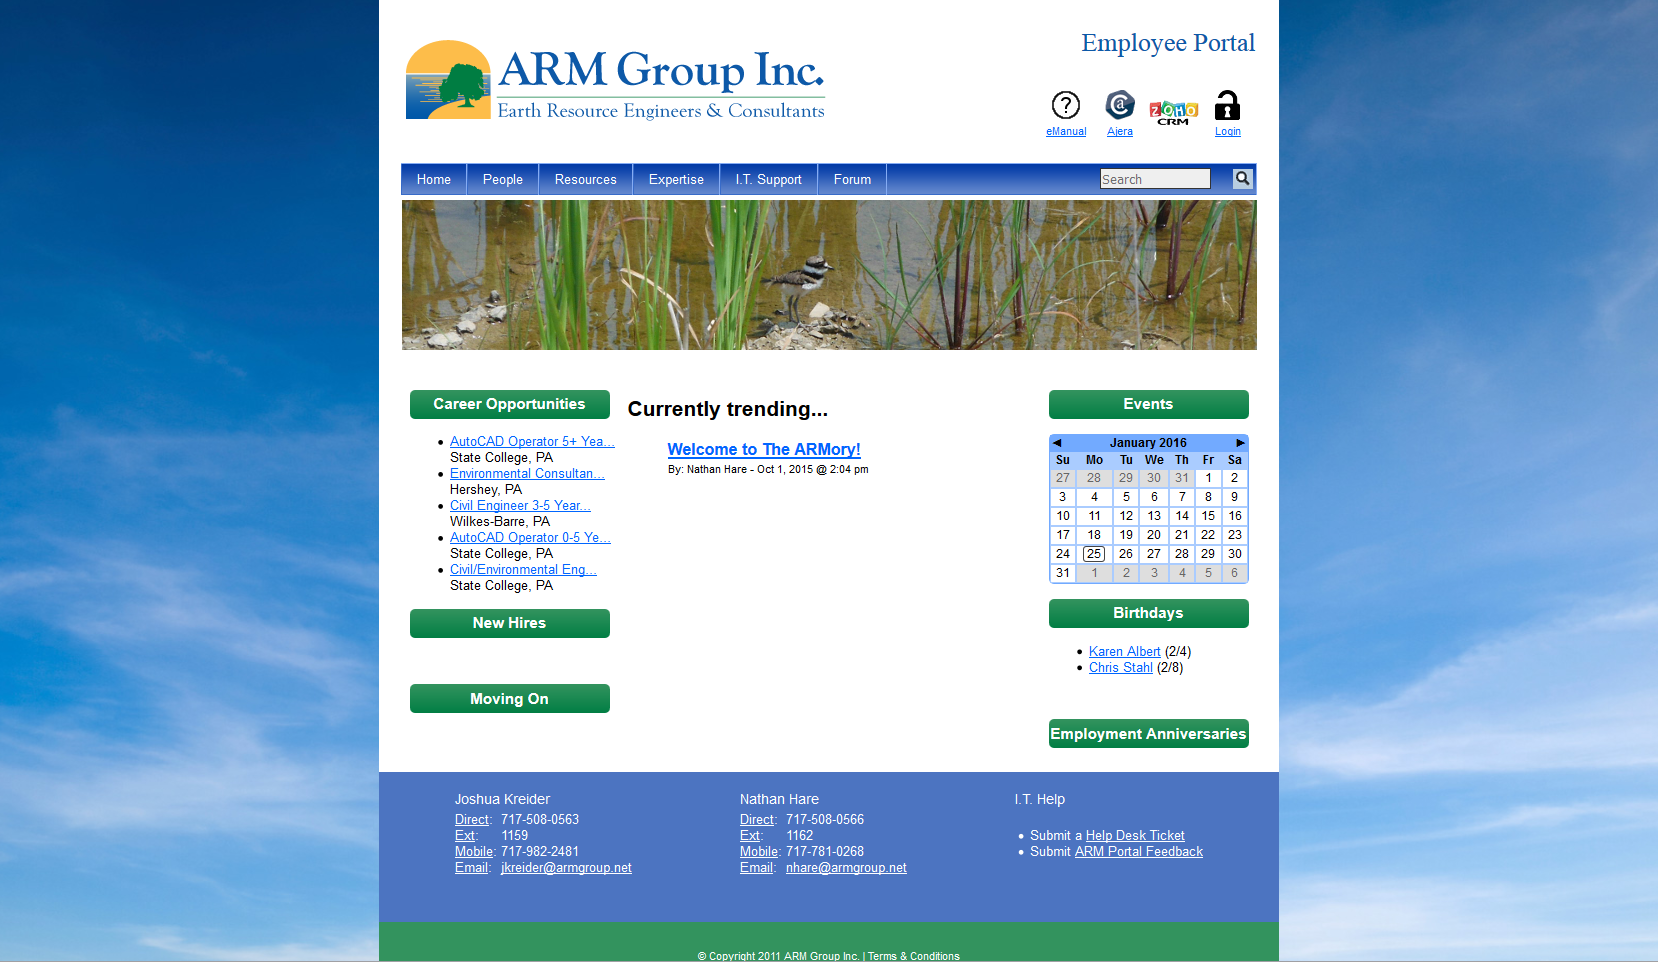 ARM Group Inc.
Earth Resource Engineers & Consultants
Employee Portal
eManual
Ajera
ZOHO
CRM
Login
Home People Resources Expertise I.T. Support Forum Search
Career Opportunities
AutoCAD Operator 5+ Yea...
State College, PA
Environmental Consultan...
Hershey, PA
Civil Engineer 3-5 Year...
Wilkes-Barre, PA
AutoCAD Operator 0-5 Ye...
State College, PA
Civil/Environmental Eng...
State College, PA
New Hires
Moving On
Currently trending...
Welcome to The ARMory!
By: Nathan Hare - Oct 1, 2015 @ 2:04 pm
Events
January 2016
Su Mo Tu We Th Fr Sa
27 28 29 30 31 1 2
3 4 5 6 7 8 9
10 11 12 13 14 15 16
17 18 19 20 21 22 23
24 25 26 27 28 29 30
31 1 2 3 4 5 6
Birthdays
Karen Albert (2/4)
Chris Stahl (2/8)
Employment Anniversaries
Joshua Kreider
Direct: 717-508-0563
Ext: 1159
Mobile: 717-982-2481
Email: jkreider@armgroup.net
Nathan Hare
Direct: 717-508-0566
Ext: 1162
Mobile: 717-781-0268
Email: nhare@armgroup.net
I.T. Help
Submit a Help Desk Ticket
Submit ARM Portal Feedback
© Copyright 2011 ARM Group Inc. | Terms & Conditions